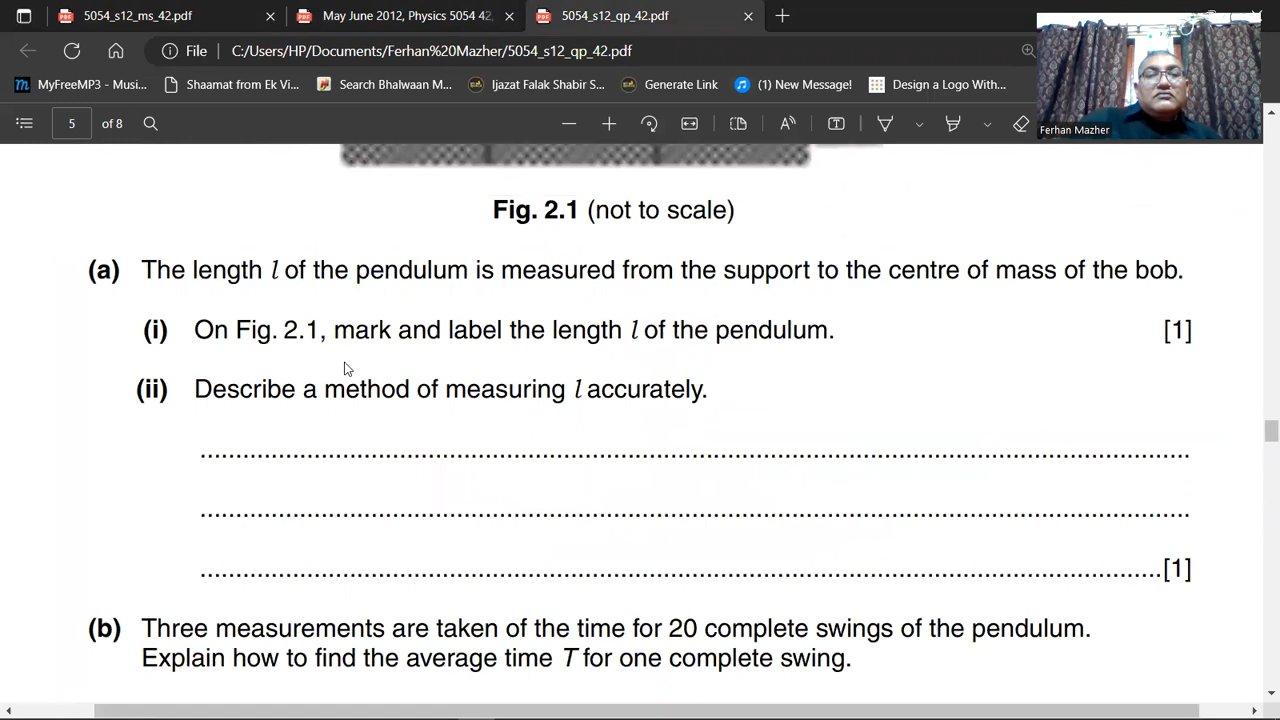 5054_s12_ms_42.pdf
May June 2012, Physics 5054 42,
5054_s12_qp_42.pdf
File
C:/Users/HP/Documents/Ferhan%20Mazher/5054_s12_qp_42.pdf
MyFreeMP3 - Musi...
Shaamat from Ek Vi...
Search Bhalwaan M...
Ijazat Falak Shabir S...
Generate Link
(1) New Message!
Design a Logo With...
5 of 8
Ferhan Mazher
Fig. 2.1 (not to scale)
(a) The length l of the pendulum is measured from the support to the centre of mass of the bob.
(i) On Fig. 2.1, mark and label the length l of the pendulum. [1]
(ii) Describe a method of measuring l accurately.
[1]
(b) Three measurements are taken of the time for 20 complete swings of the pendulum.
Explain how to find the average time T for one complete swing.